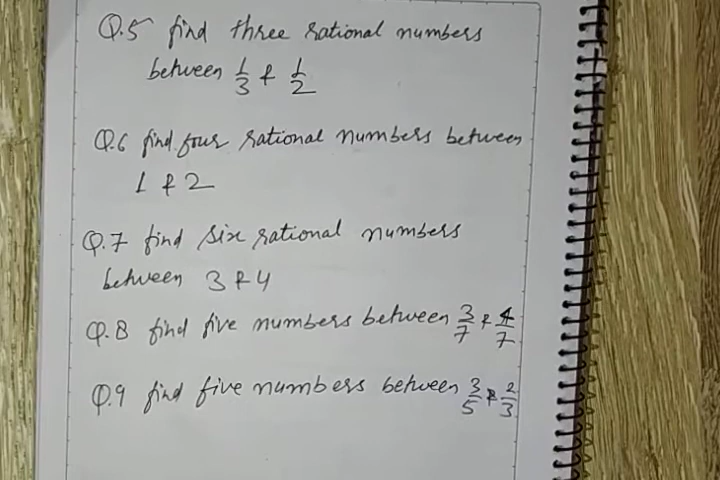 Q.5 find three rational numbers
between 1/3 & 1/2
Q.6 find four rational numbers between
1 & 2
Q.7 find six rational numbers
between 3 & 4
Q.8 find five numbers between 3/7 & 4/7
Q.9 find five numbers between 3/5 & 2/3